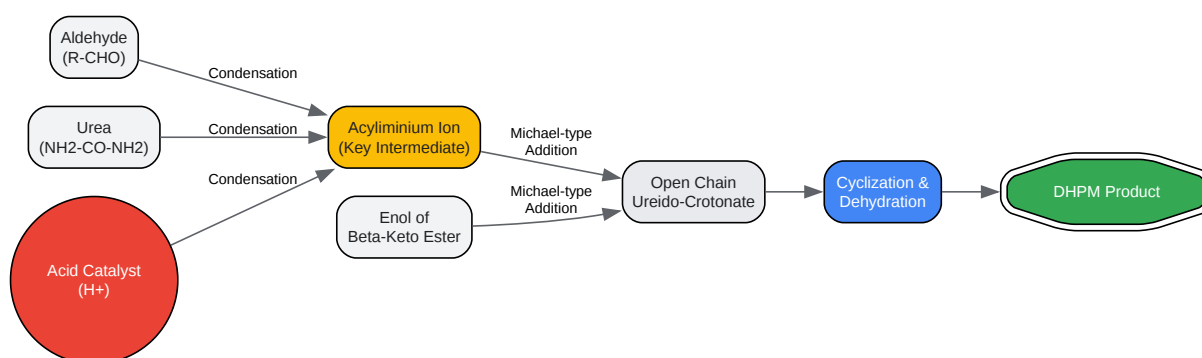 Aldehyde
(R-CHO)
Condensation
Urea
(NH2-CO-NH2)
Condensation
Acid Catalyst
(H+)
Condensation
Acyliminium Ion
(Key Intermediate)
Michael-type
Addition
Enol of
Beta-Keto Ester
Michael-type
Addition
Open Chain
Ureido-Crotonate
Cyclization &
Dehydration
DHPM Product